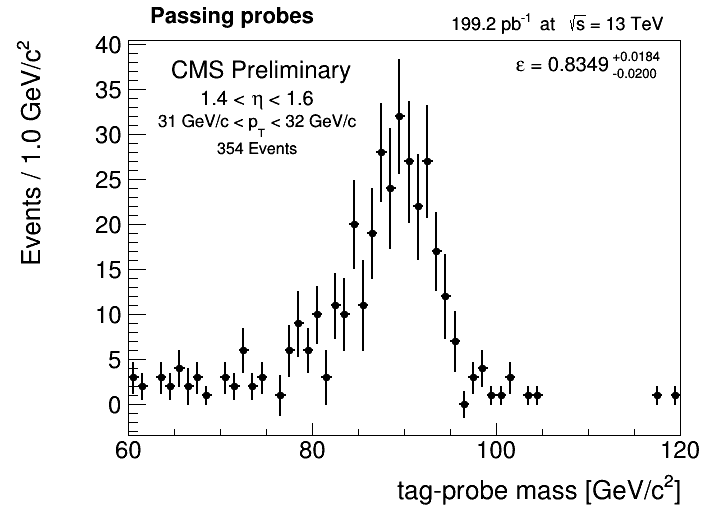 Passing probes
199.2 pb⁻¹ at √s = 13 TeV
CMS Preliminary
ε = 0.8349 +0.0184 -0.0200
1.4 < η < 1.6
31 GeV/c < p_T < 32 GeV/c
354 Events
Events / 1.0 GeV/c²
40
35
30
25
20
15
10
5
0
60 80 100 120
tag-probe mass [GeV/c²]